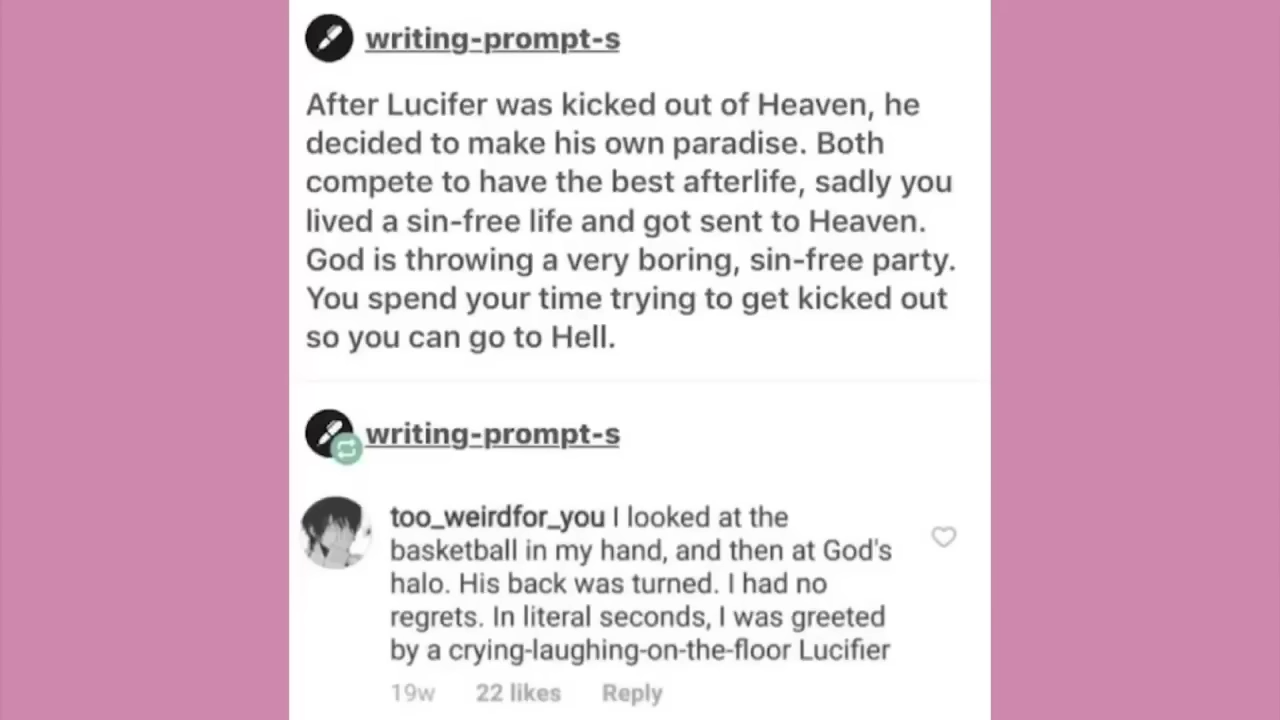 writing-prompt-s
After Lucifer was kicked out of Heaven, he
decided to make his own paradise. Both
compete to have the best afterlife, sadly you
lived a sin-free life and got sent to Heaven.
God is throwing a very boring, sin-free party.
You spend your time trying to get kicked out
so you can go to Hell.
writing-prompt-s
too_weirdfor_you I looked at the
basketball in my hand, and then at God's
halo. His back was turned. I had no
regrets. In literal seconds, I was greeted
by a crying-laughing-on-the-floor Lucifier
19w 22 likes Reply